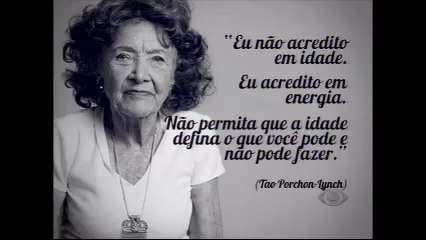 “Eu não acredito
em idade.
Eu acredito em
energia.
Não permita que a idade
defina o que você pode e
não pode fazer.”
(Tao Porchon-Lynch)